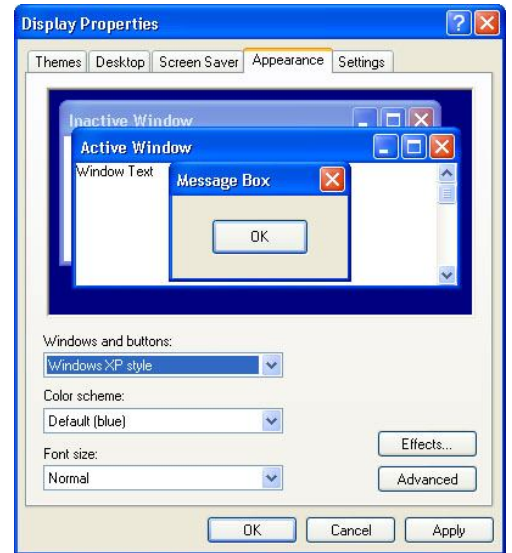 Display Properties
Themes Desktop Screen Saver Appearance Settings
Inactive Window
Active Window
Window Text
Message Box
OK
Windows and buttons:
Windows XP style
Color scheme:
Default (blue)
Effects...
Font size:
Normal
Advanced
OK Cancel Apply